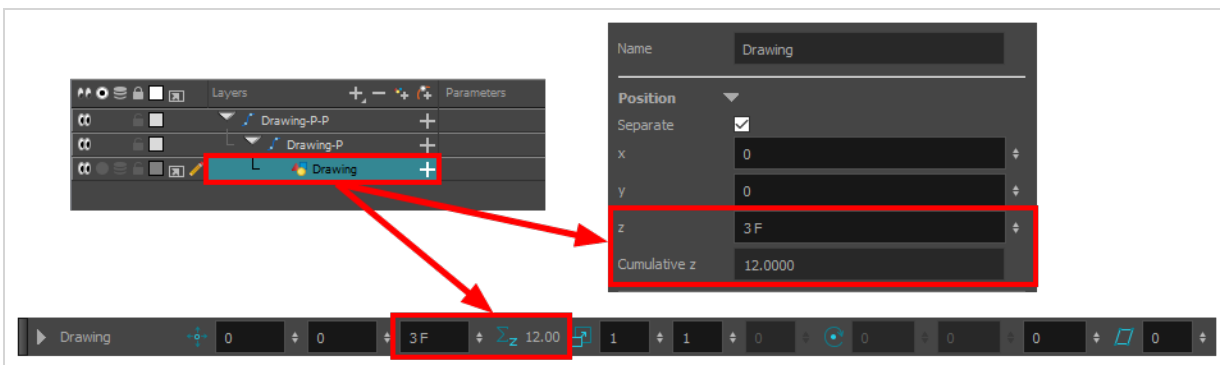 Layers Parameters
Drawing-P-P
Drawing-P
Drawing
Name Drawing
Position
Separate
x 0
y 0
z 3 F
Cumulative z 12.0000
Drawing 0 0 3 F Σz 12.00 1 1 0 0 0 0 0